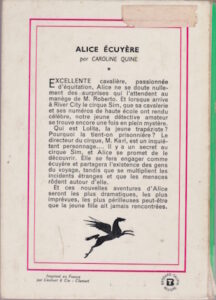 ALICE ÉCUYÈRE
par CAROLINE QUINE
EXCELLENTE cavalière, passionnée
d'équitation, Alice ne se doute nulle-
ment des surprises qui l'attendent au
manège de M. Roberto. Et lorsque arrive
à River City le cirque Sim, que sa cavalerie
et ses numéros de haute école ont rendu
célèbre, notre jeune détective amateur
se trouve encore une fois en plein mystère.
Qui est Lolita, la jeune trapéziste?
Pourquoi la tient-on prisonnière? Le
directeur du cirque, M. Karl, est un inquié-
tant personnage... Il y a un secret au
cirque Sim, et Alice se promet de le
découvrir. Elle se fera engager comme
écuyère et partagera l'existence des gens
du voyage, tandis que se multiplient les
incidents étranges et que les menaces
rôdent autour d'elle.
Et ces nouvelles aventures d'Alice
seront les plus dramatiques, les plus
imprévues, les plus périlleuses peut-être
que la jeune fille ait jamais rencontrées.
Imprimé en France